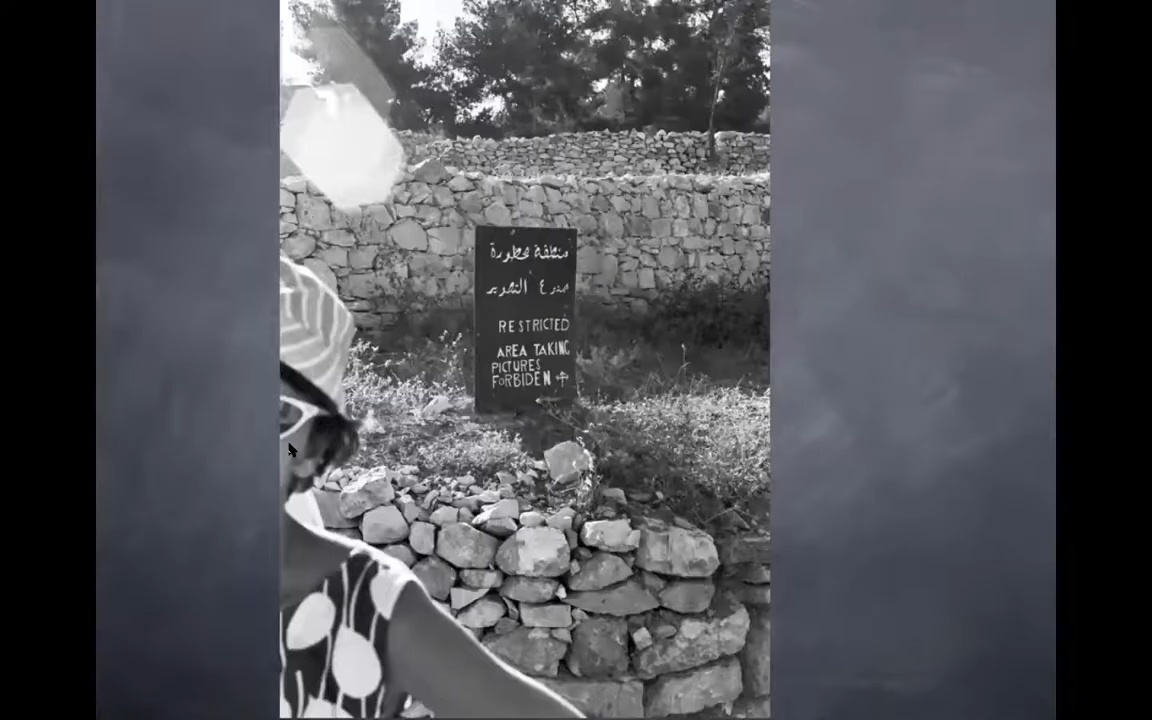 منطقة محظورة
ممنوع التصوير
RESTRICTED
AREA TAKING
PICTURES
FORBIDEN